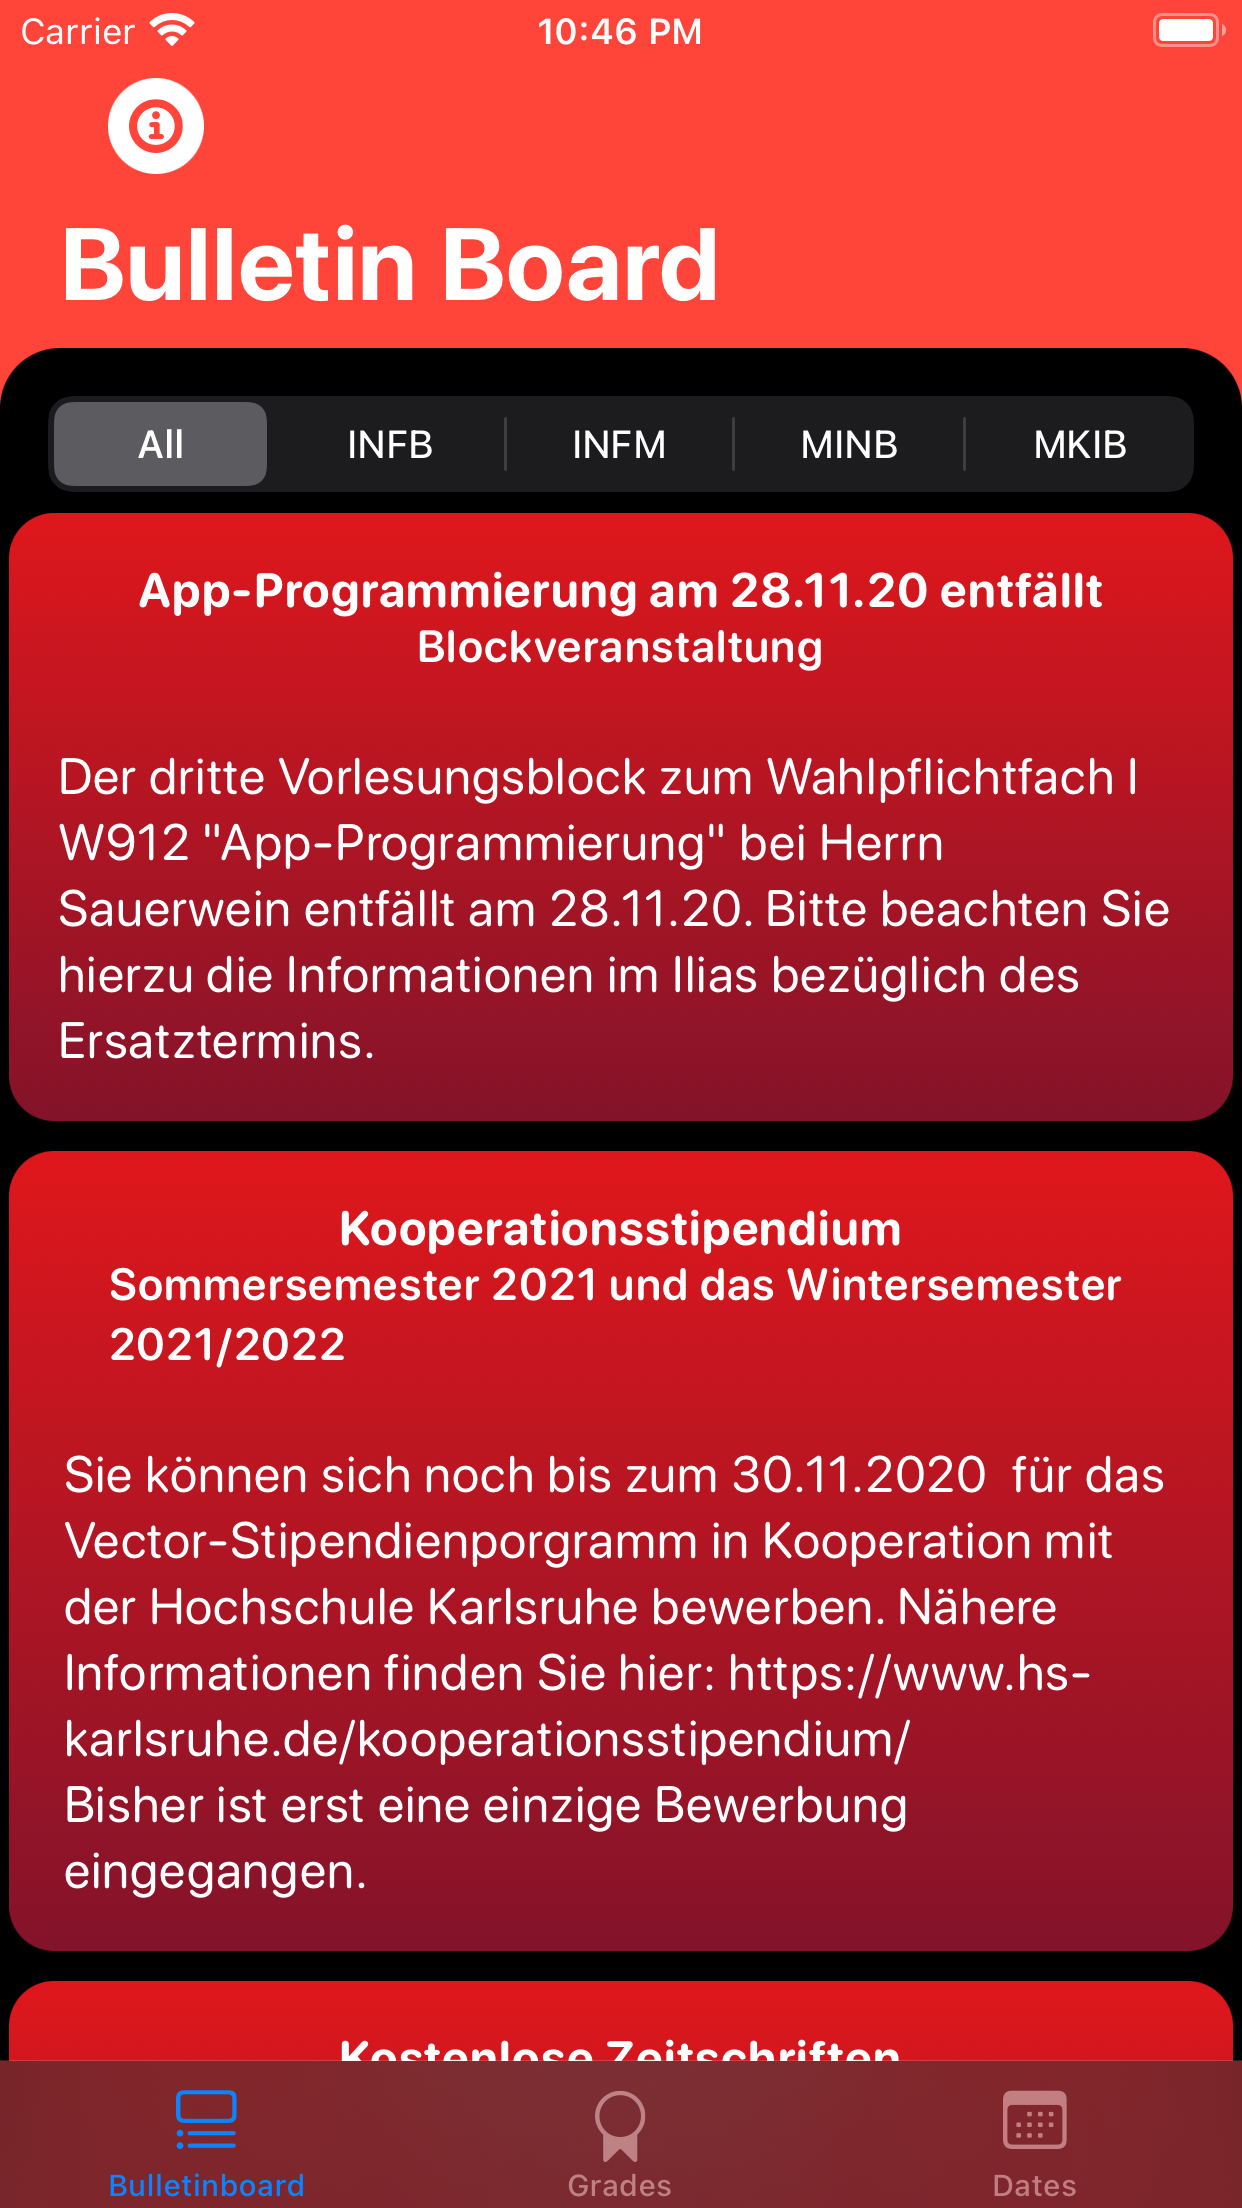 Carrier
10:46 PM
Bulletin Board
All
INFB
INFM
MINB
MKIB
App-Programmierung am 28.11.20 entfällt
Blockveranstaltung
Der dritte Vorlesungsblock zum Wahlpflichtfach I
W912 "App-Programmierung" bei Herrn
Sauerwein entfällt am 28.11.20. Bitte beachten Sie
hierzu die Informationen im Ilias bezüglich des
Ersatztermins.
Kooperationsstipendium
Sommersemester 2021 und das Wintersemester
2021/2022
Sie können sich noch bis zum 30.11.2020  für das
Vector-Stipendienporgramm in Kooperation mit
der Hochschule Karlsruhe bewerben. Nähere
Informationen finden Sie hier: https://www.hs-
karlsruhe.de/kooperationsstipendium/
Bisher ist erst eine einzige Bewerbung
eingegangen.
Kostenlose Zeitschriften
Bulletinboard
Grades
Dates